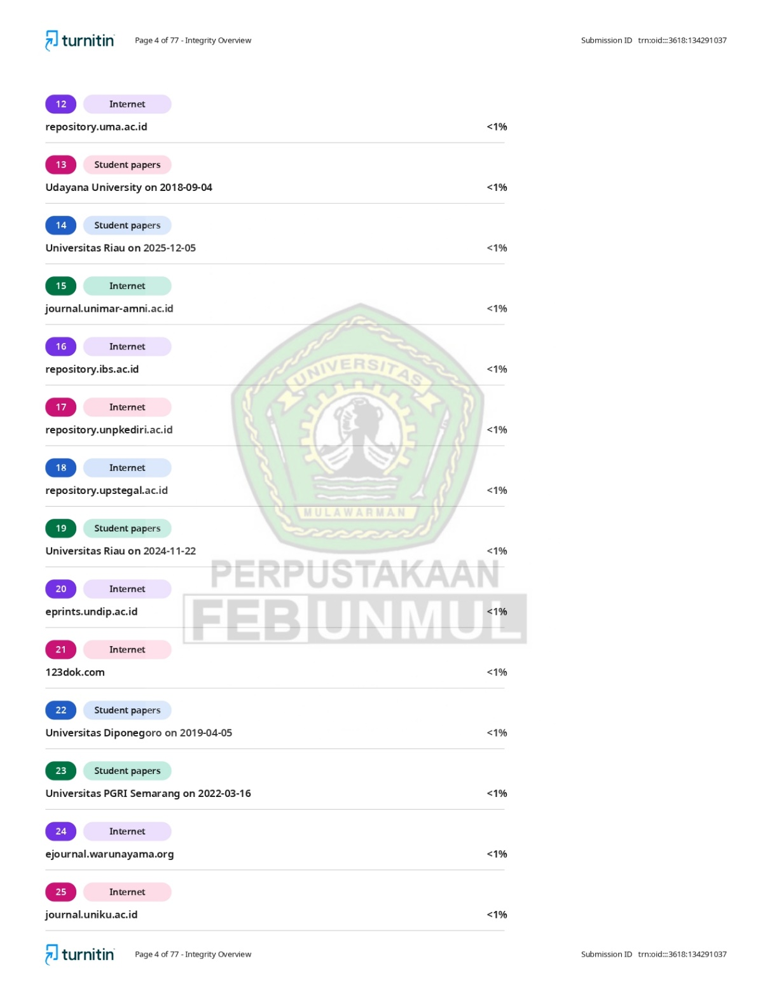 turnitin
Page 4 of 77 - Integrity Overview
Submission ID trn:oid:::3618:134291037
12 Internet
repository.uma.ac.id <1%
13 Student papers
Udayana University on 2018-09-04 <1%
14 Student papers
Universitas Riau on 2025-12-05 <1%
15 Internet
journal.unimar-amni.ac.id <1%
16 Internet
repository.ibs.ac.id <1%
17 Internet
repository.unpkediri.ac.id <1%
18 Internet
repository.upstegal.ac.id <1%
19 Student papers
Universitas Riau on 2024-11-22 <1%
20 Internet
eprints.undip.ac.id <1%
21 Internet
123dok.com <1%
22 Student papers
Universitas Diponegoro on 2019-04-05 <1%
23 Student papers
Universitas PGRI Semarang on 2022-03-16 <1%
24 Internet
ejournal.warunayama.org <1%
25 Internet
journal.uniku.ac.id <1%
UNIVERSITAS
MULAWARMAN
PERPUSTAKAAN
FEB UNMUL
turnitin
Page 4 of 77 - Integrity Overview
Submission ID trn:oid:::3618:134291037